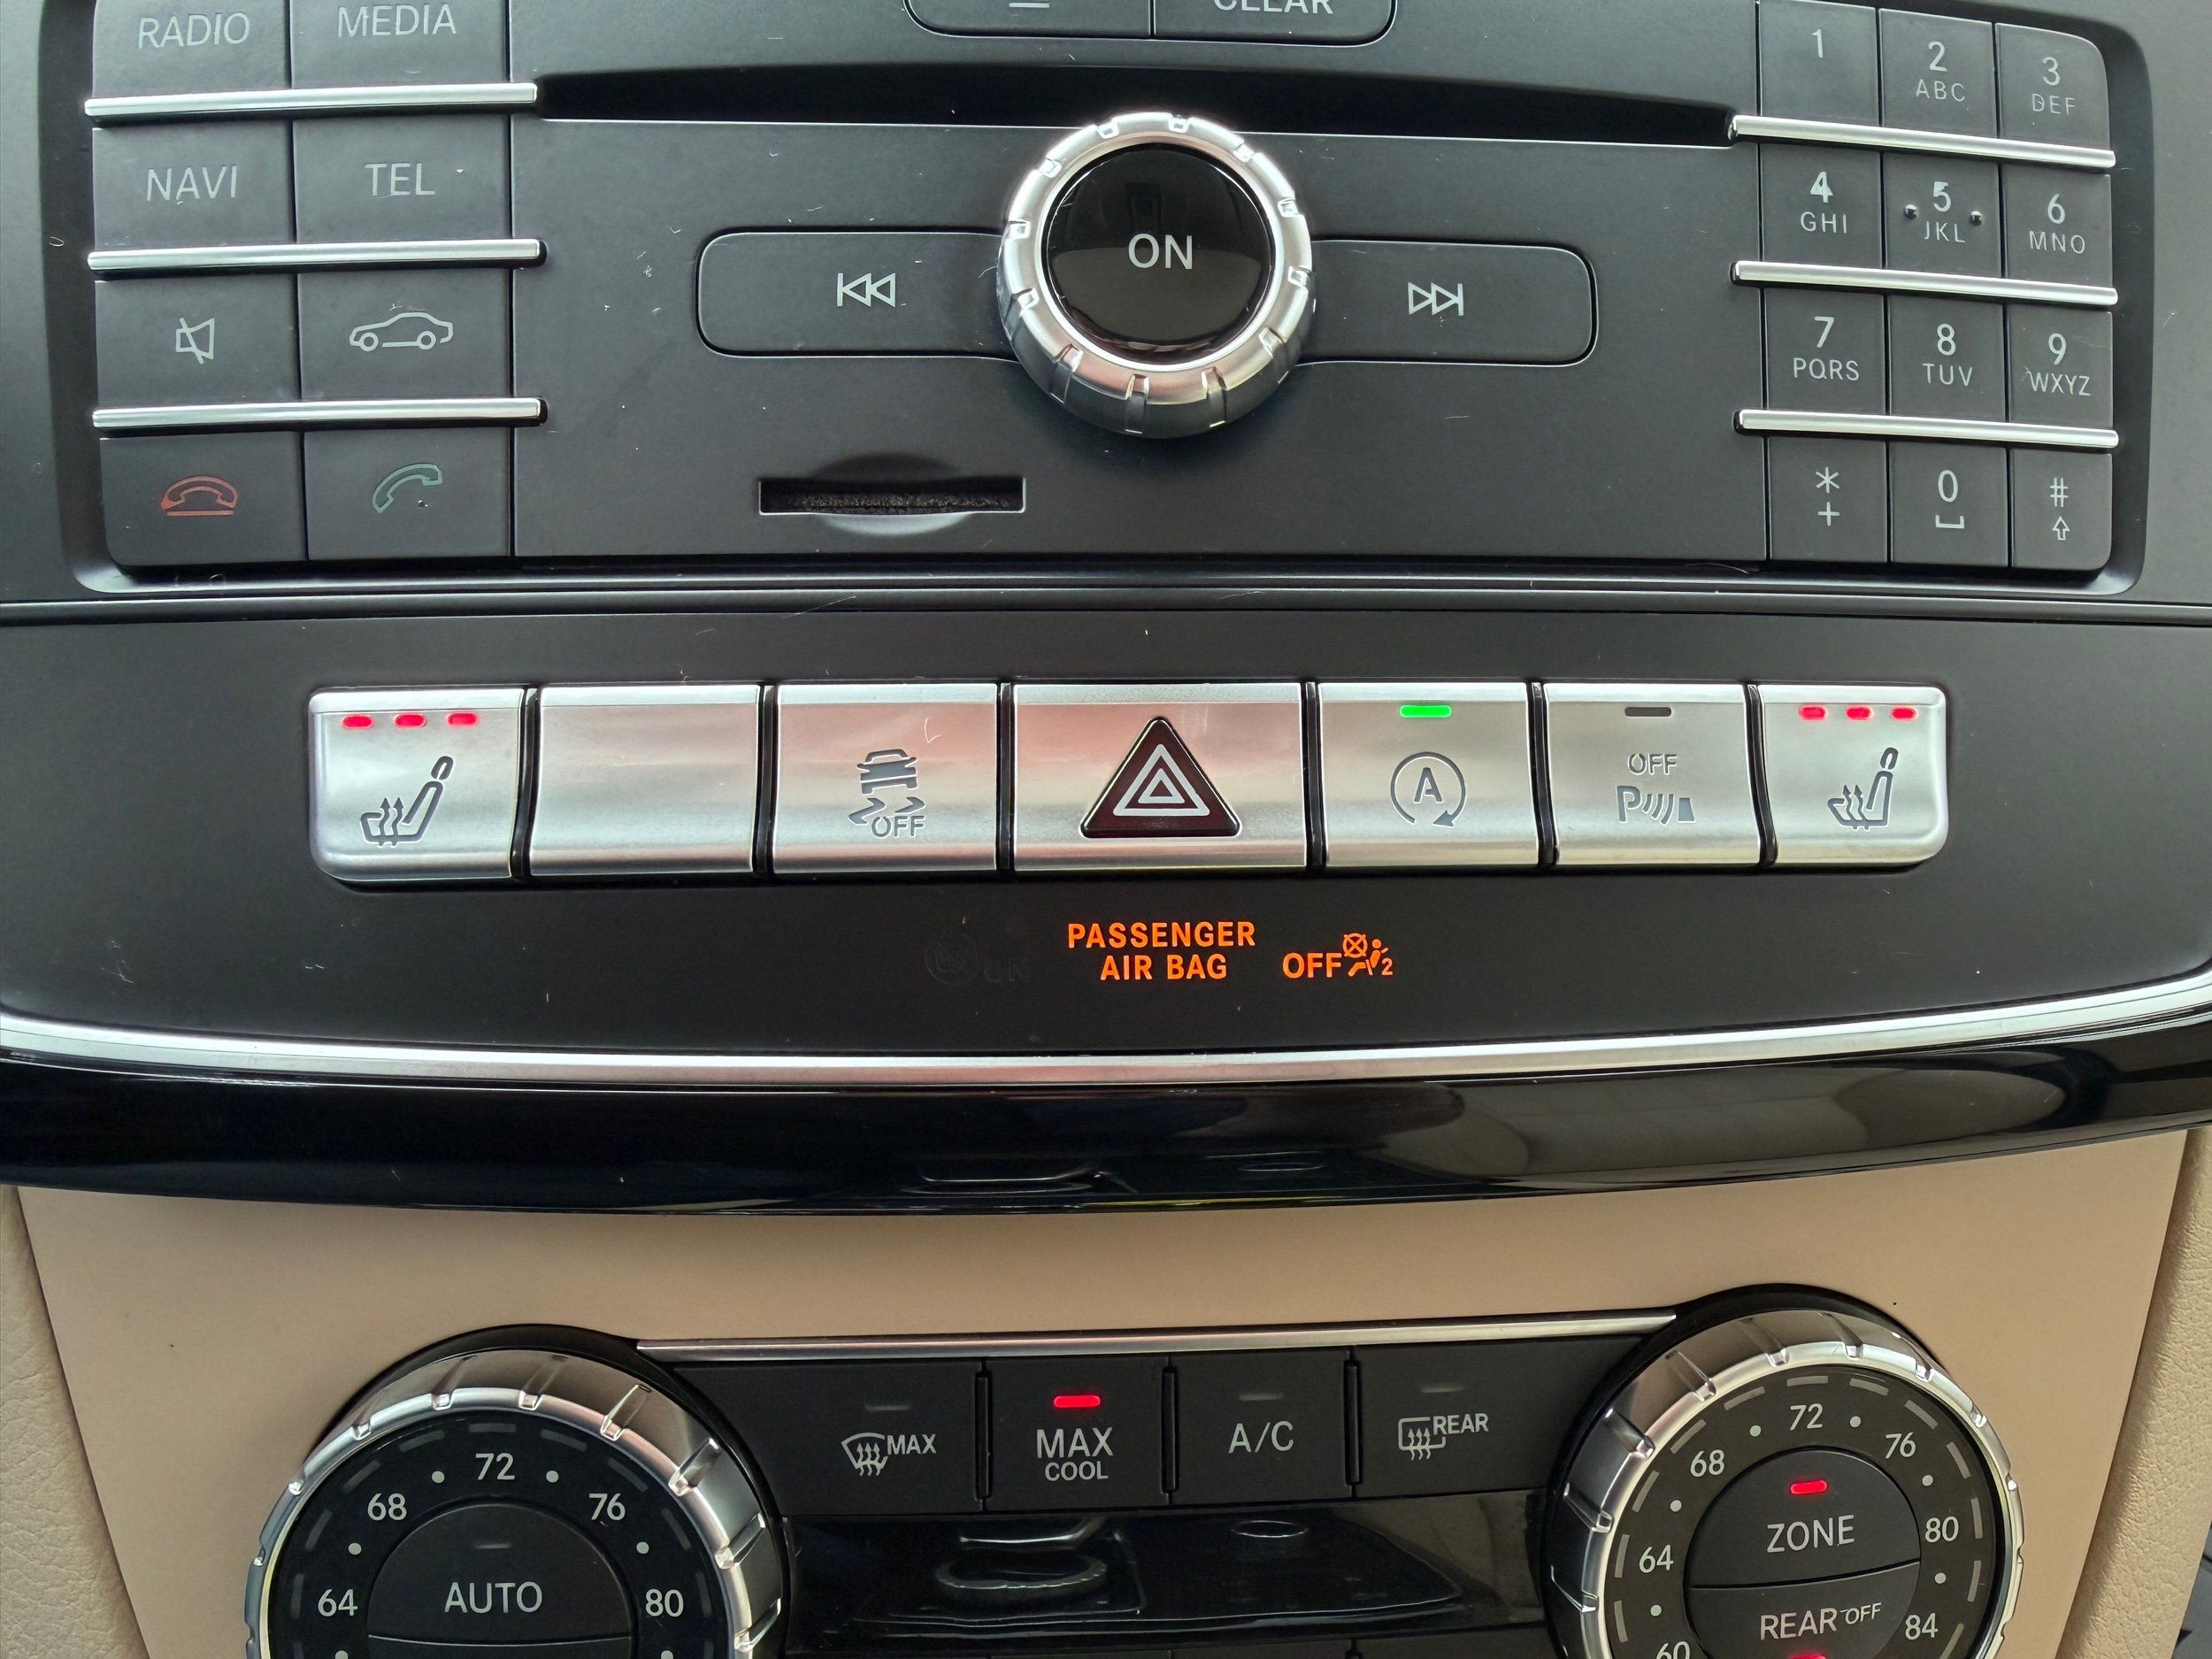 CLEAR
RADIO MEDIA
1
2 ABC
3 DEF
NAVI TEL
ON
4 GHI
5 JKL
6 MNO
7 PQRS
8 TUV
9 WXYZ
* +
0
#
OFF
A
OFF
P
PASSENGER
AIR BAG
OFF 2
MAX
MAX
COOL
A/C
REAR
64 68 72 76 80
AUTO
60 64 68 72 76 80 84
ZONE
REAR OFF